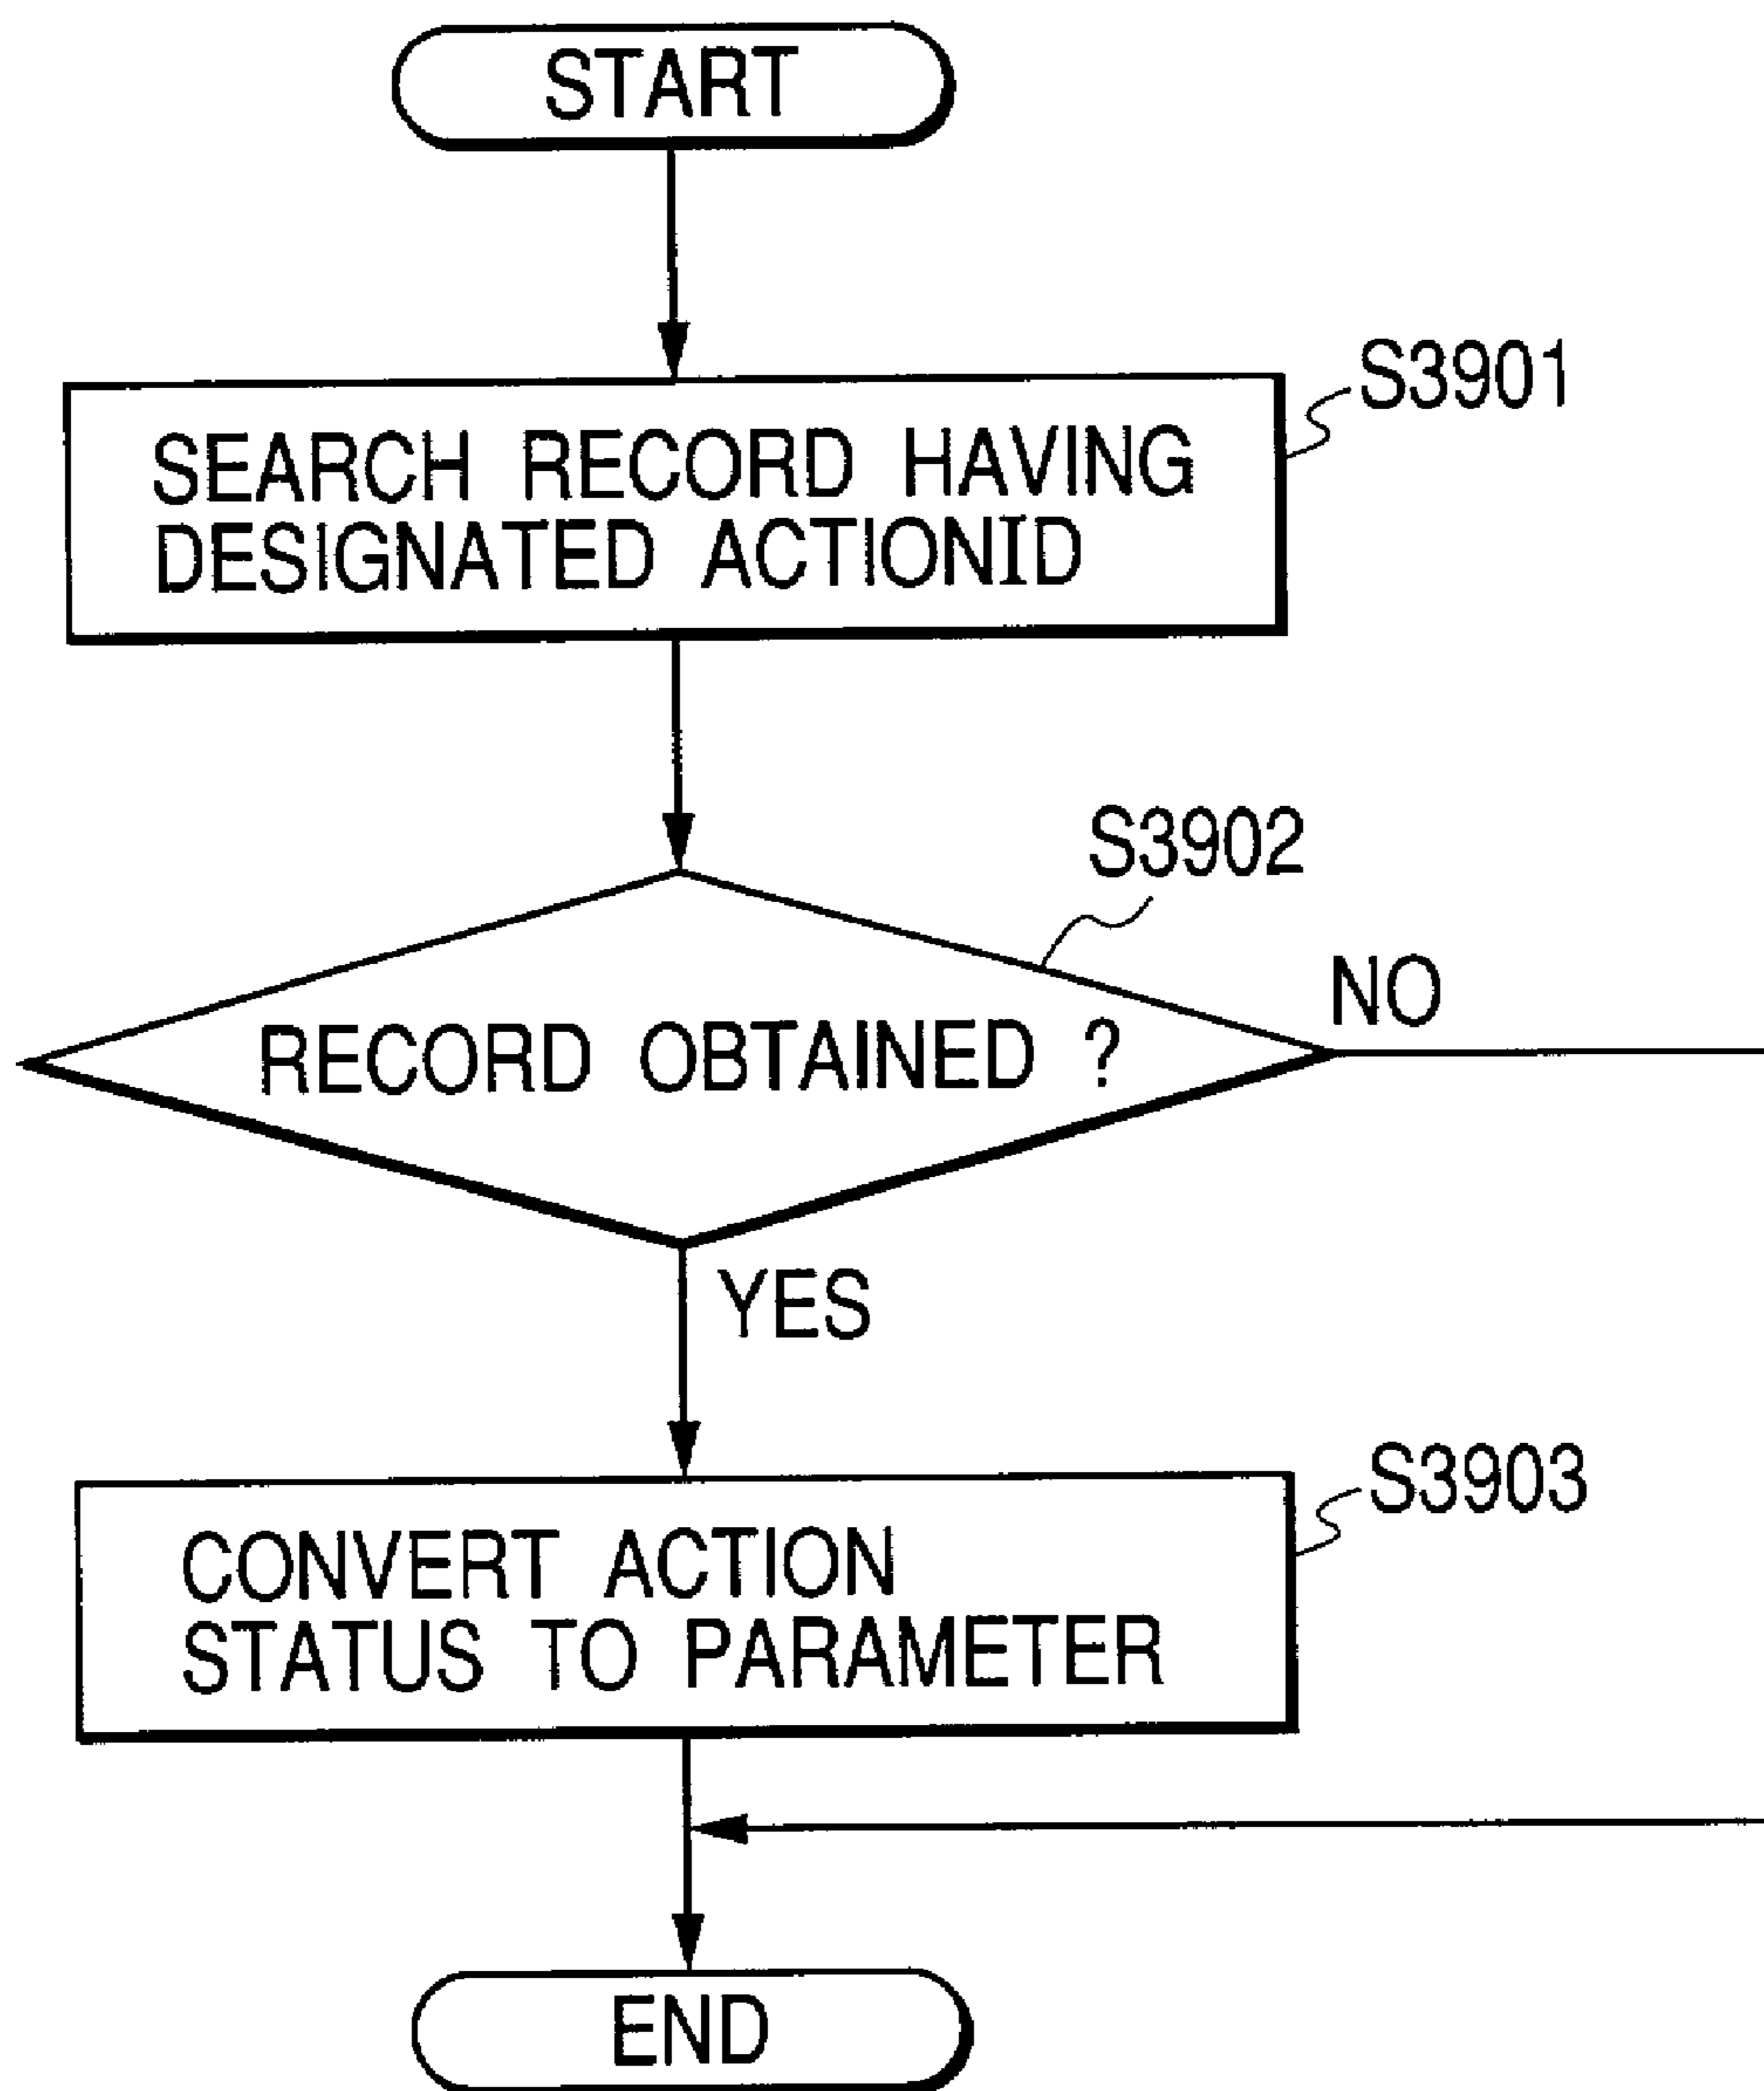 START
S3901
SEARCH RECORD HAVING
DESIGNATED ACTIONID
S3902
NO
RECORD OBTAINED ?
YES
S3903
CONVERT ACTION
STATUS TO PARAMETER
END